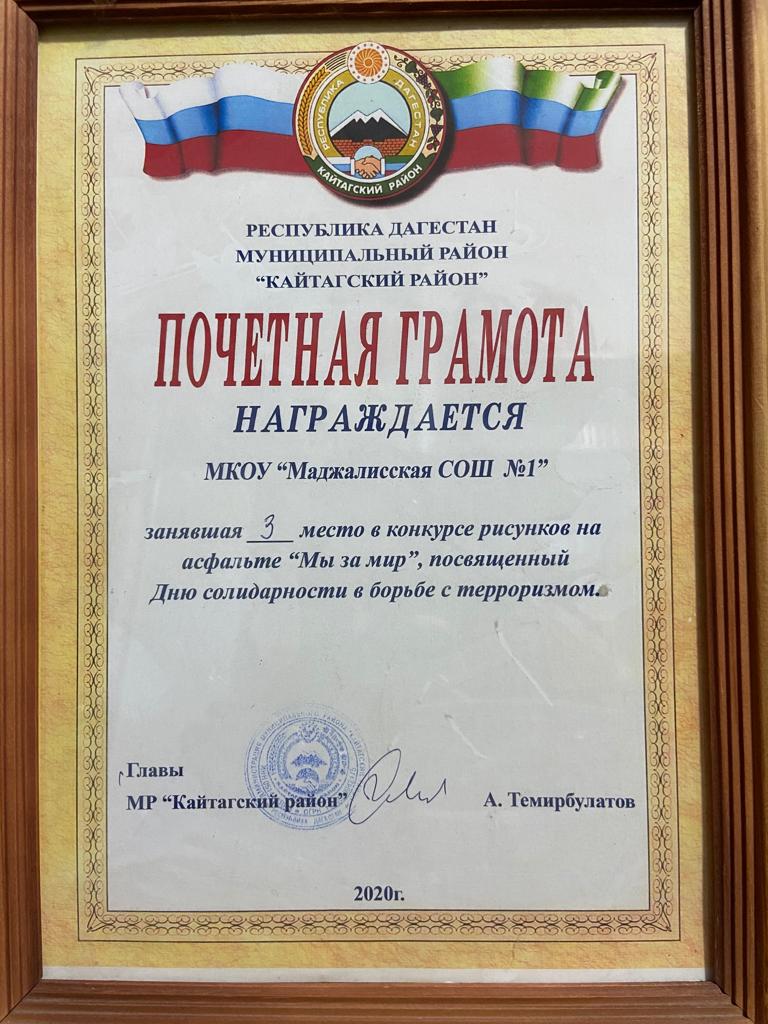 РЕСПУБЛИКА ДАГЕСТАН
КАЙТАГСКИЙ РАЙОН
РЕСПУБЛИКА ДАГЕСТАН
МУНИЦИПАЛЬНЫЙ РАЙОН
“КАЙТАГСКИЙ РАЙОН”
ПОЧЕТНАЯ ГРАМОТА
НАГРАЖДАЕТСЯ
МКОУ “Маджалисская СОШ №1”
занявшая 3 место в конкурсе рисунков на
асфальте “Мы за мир”, посвященный
Дню солидарности в борьбе с терроризмом.
Главы
МР “Кайтагский район” А. Темирбулатов
2020г.